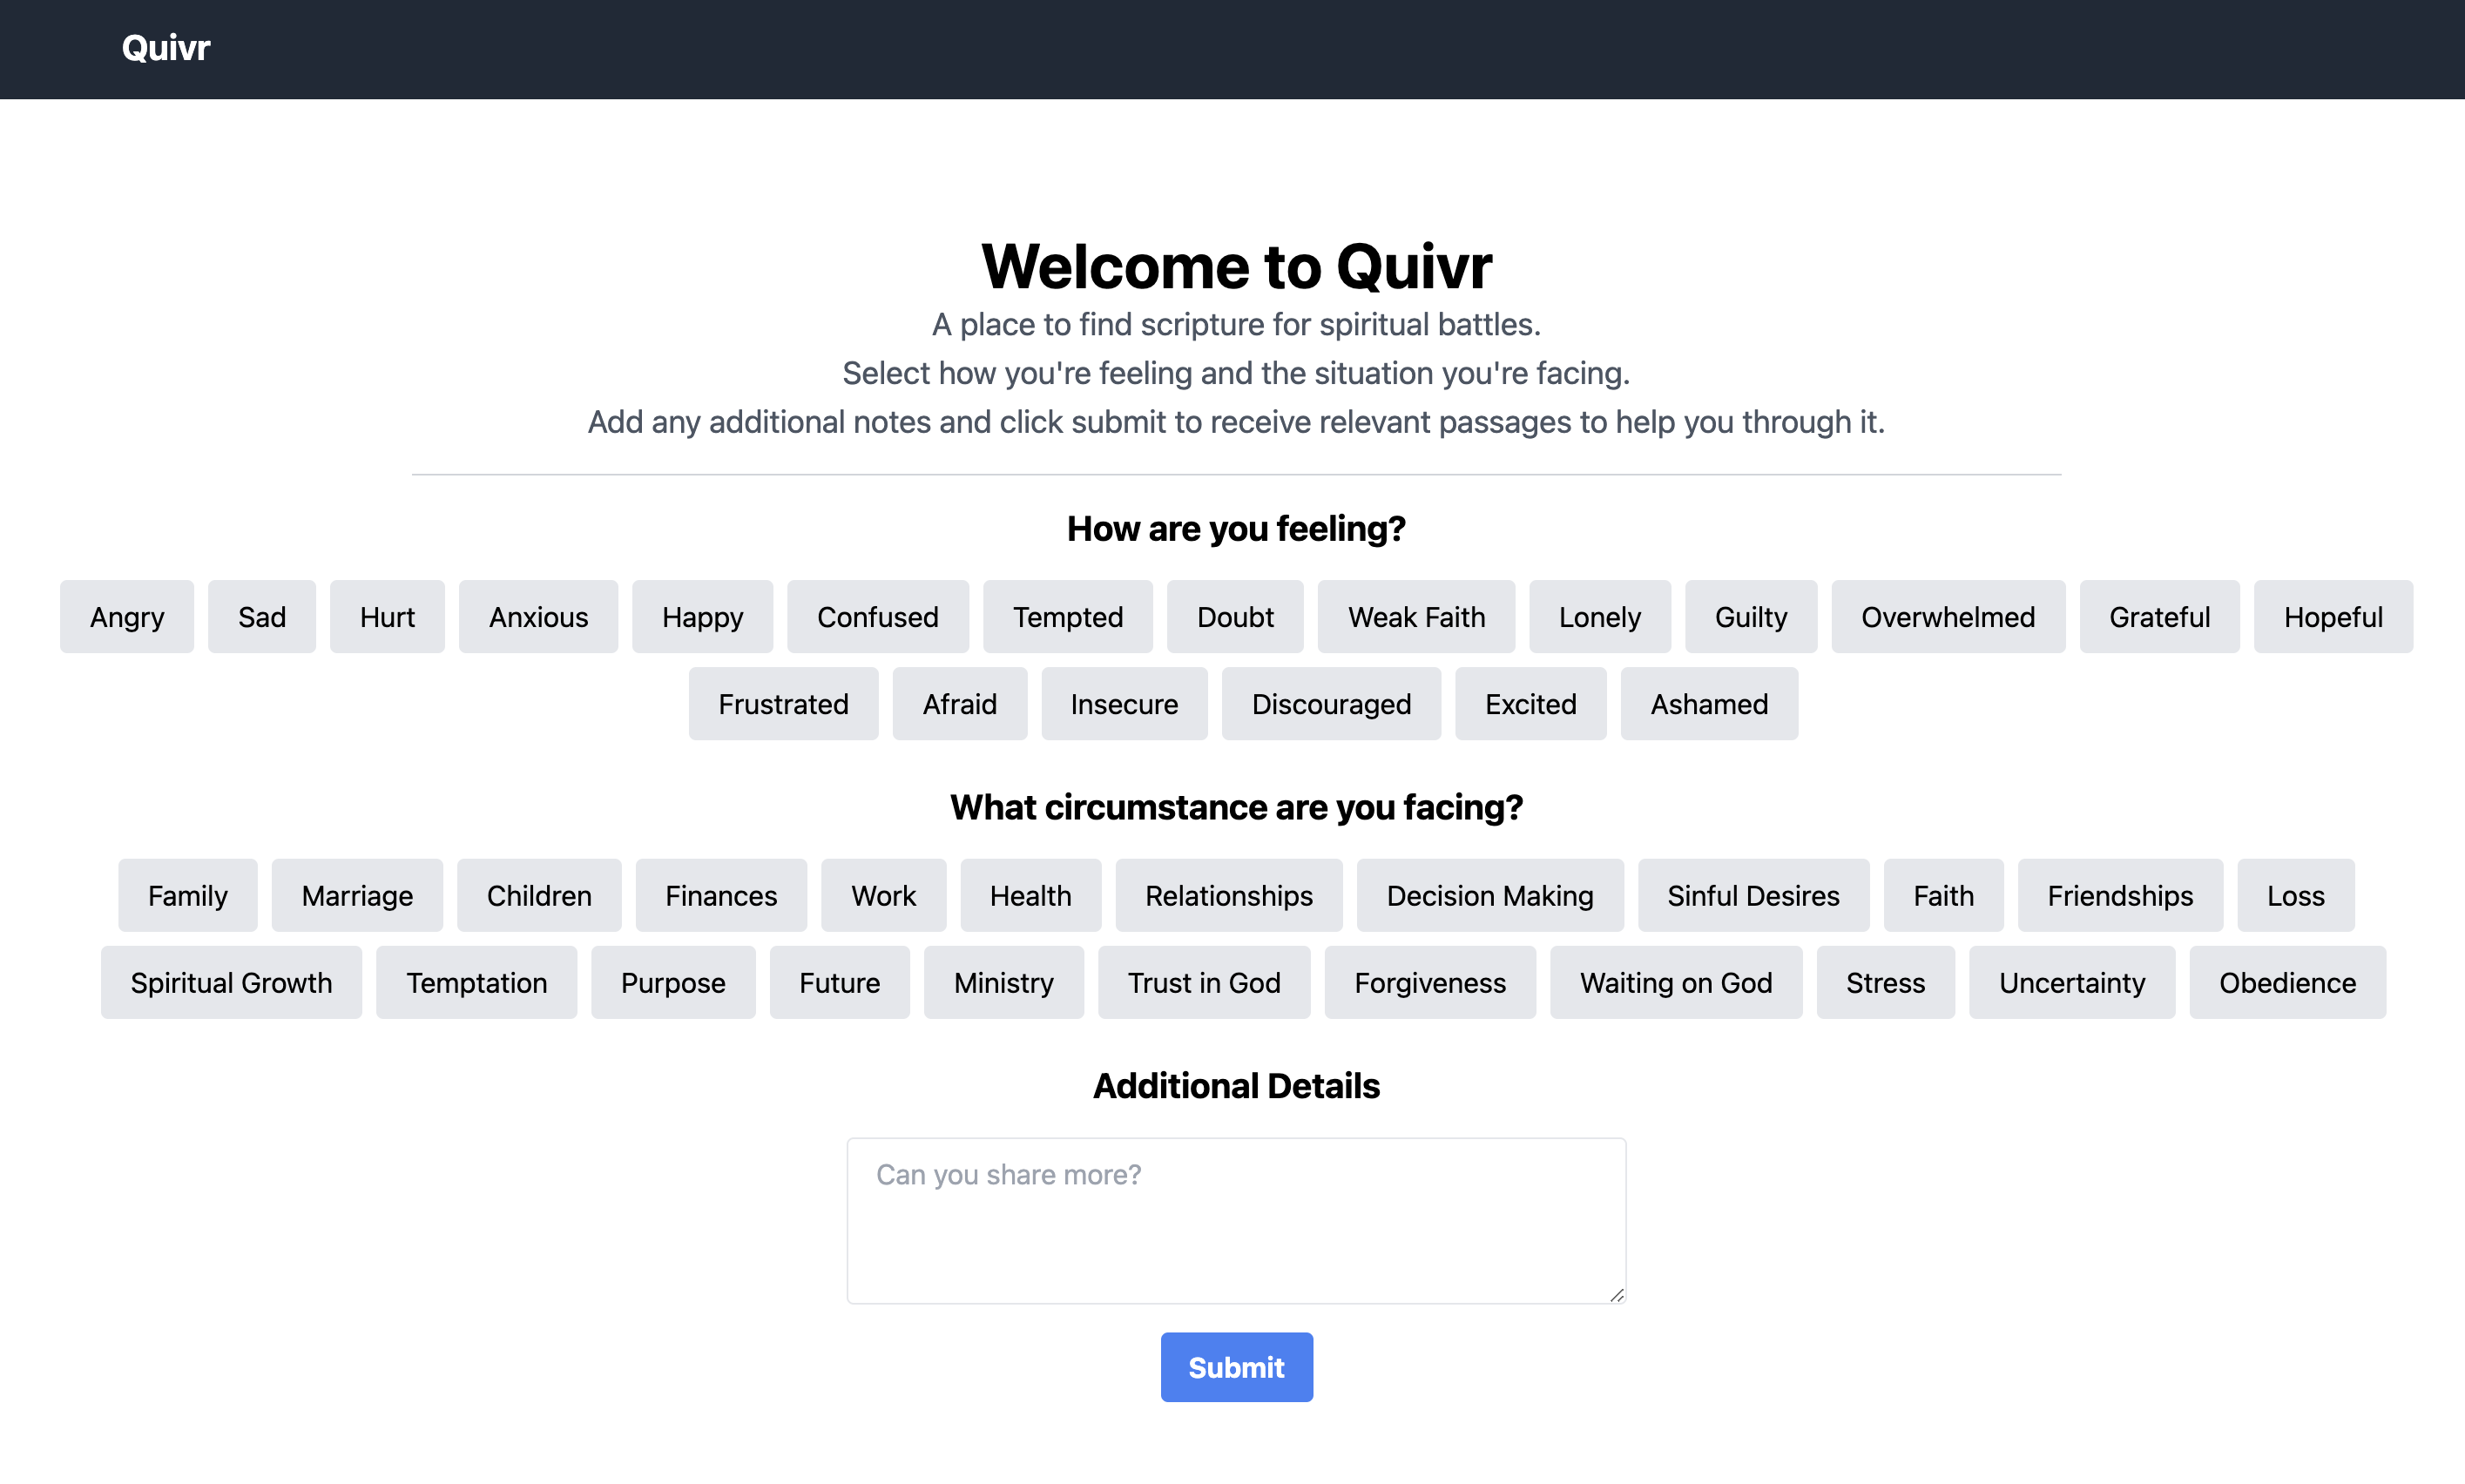 Quivr
Welcome to Quivr
A place to find scripture for spiritual battles.
Select how you're feeling and the situation you're facing.
Add any additional notes and click submit to receive relevant passages to help you through it.
How are you feeling?
Angry Sad Hurt Anxious Happy Confused Tempted Doubt Weak Faith Lonely Guilty Overwhelmed Grateful Hopeful
Frustrated Afraid Insecure Discouraged Excited Ashamed
What circumstance are you facing?
Family Marriage Children Finances Work Health Relationships Decision Making Sinful Desires Faith Friendships Loss
Spiritual Growth Temptation Purpose Future Ministry Trust in God Forgiveness Waiting on God Stress Uncertainty Obedience
Additional Details
Can you share more?
Submit